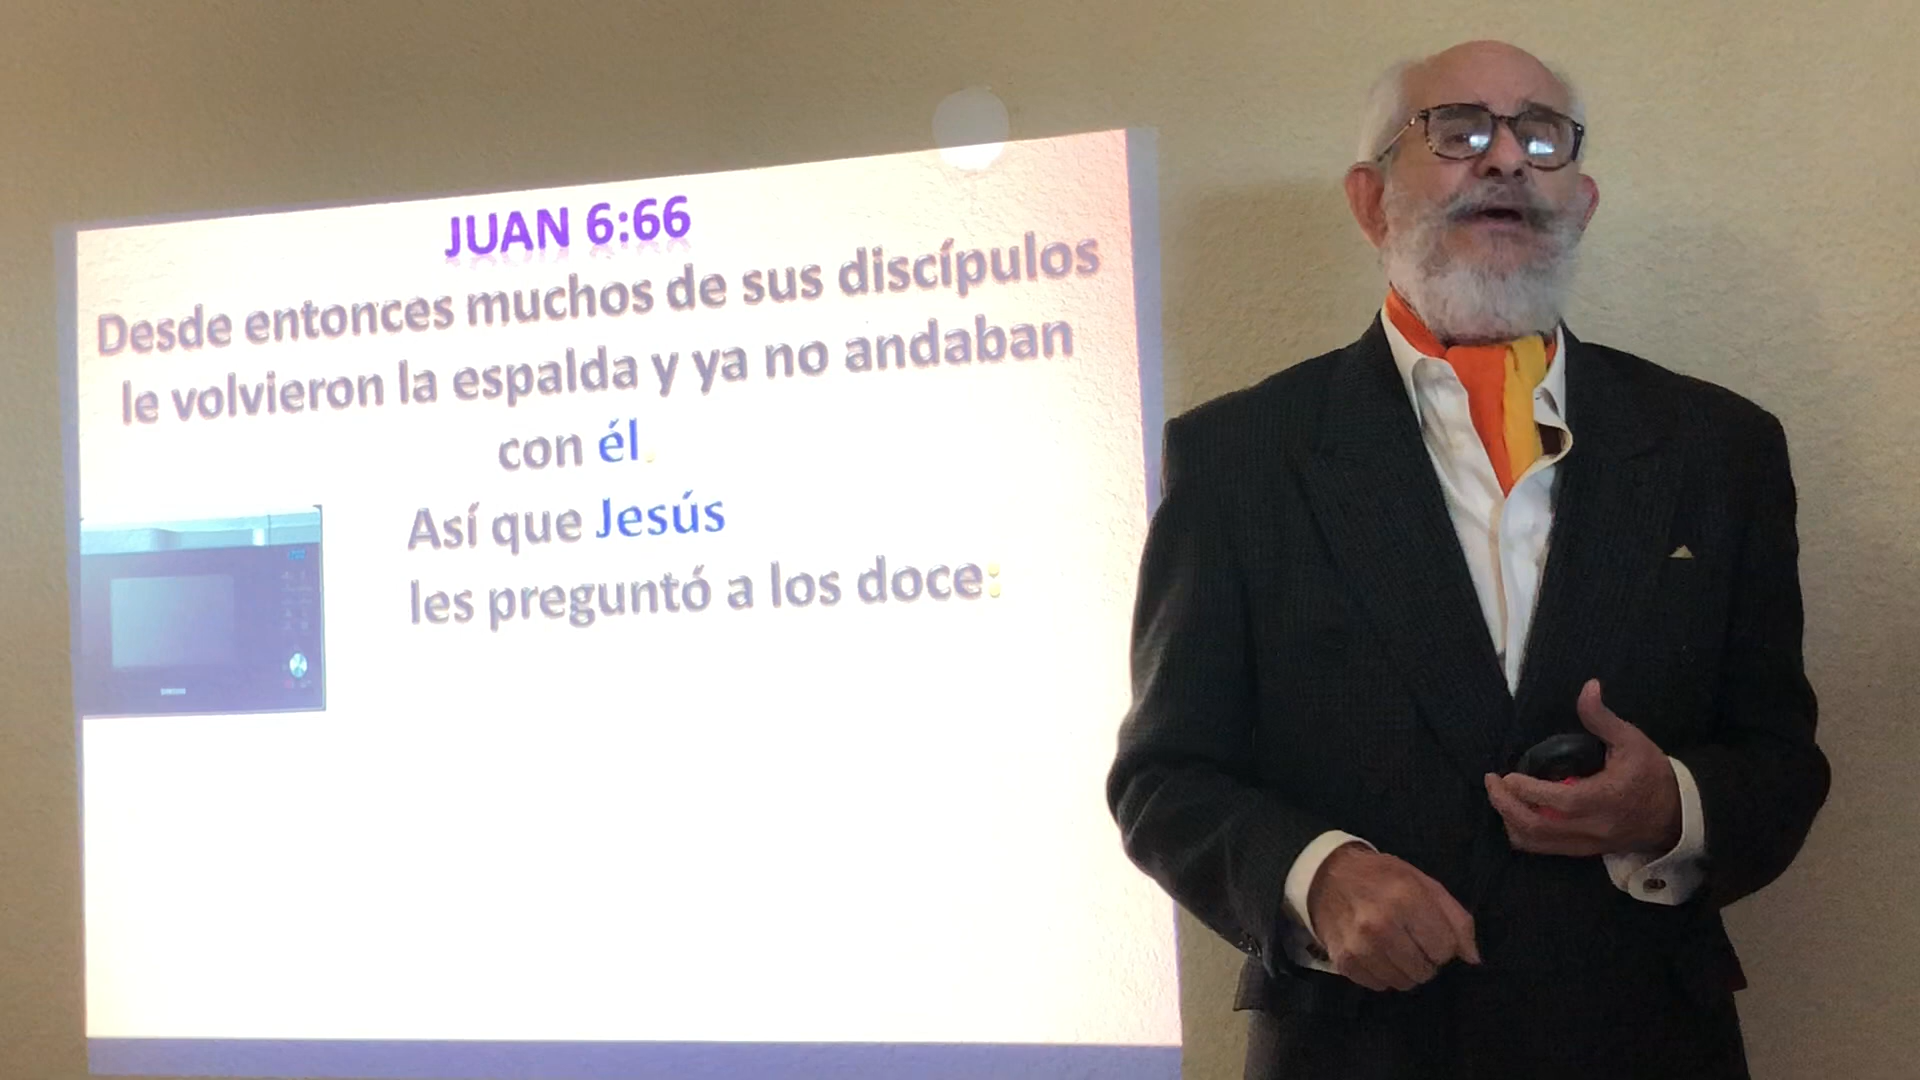 JUAN 6:66
Desde entonces muchos de sus discípulos
le volvieron la espalda y ya no andaban
con él.
Así que Jesús
les preguntó a los doce:
SAMSUNG